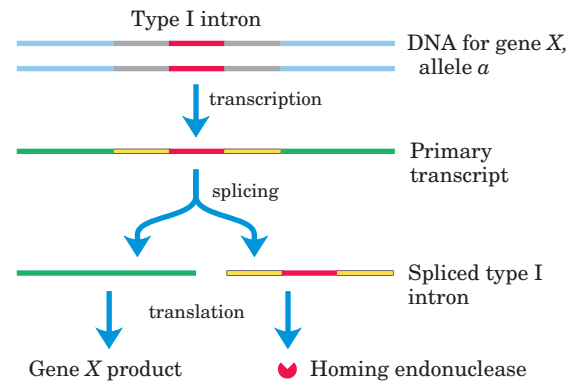 Type I intron
DNA for gene X,
allele a
transcription
Primary
transcript
splicing
Spliced type I
intron
translation
Gene X product
Homing endonuclease